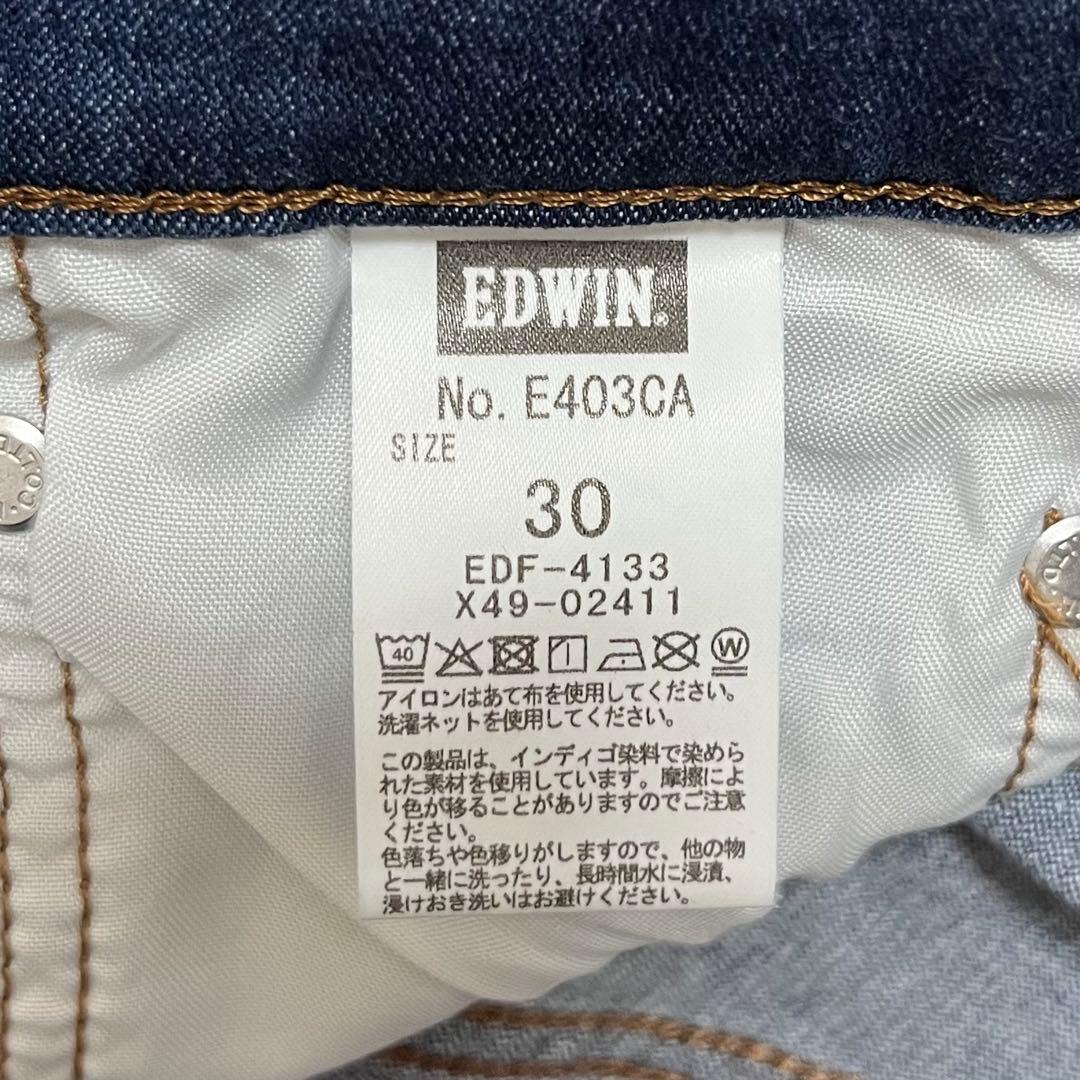 EDWIN.
No. E403CA
SIZE
30
EDF-4133
X49-02411
40
W
アイロンはあて布を使用してください。
洗濯ネットを使用してください。
この製品は、インディゴ染料で染めら
れた素材を使用しています。摩擦によ
り色が移ることがありますのでご注意
ください。
色落ちや色移りがしますので、他の物
と一緒に洗ったり、長時間水に浸漬、
浸けおき洗いはお避けください。